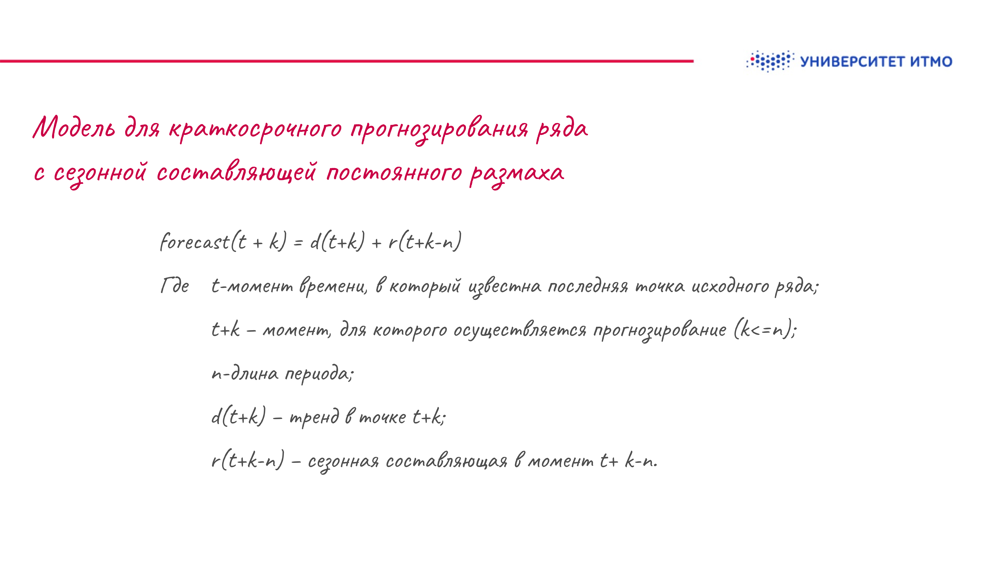 УНИВЕРСИТЕТ ИТМО
Модель для краткосрочного прогнозирования ряда
с сезонной составляющей постоянного размаха
forecast(t + k) = d(t+k) + r(t+k-n)
Где t-момент времени, в который известна последняя точка исходного ряда;
t+k – момент, для которого осуществляется прогнозирование (k<=n);
n-длина периода;
d(t+k) – тренд в точке t+k;
r(t+k-n) – сезонная составляющая в момент t+ k-n.